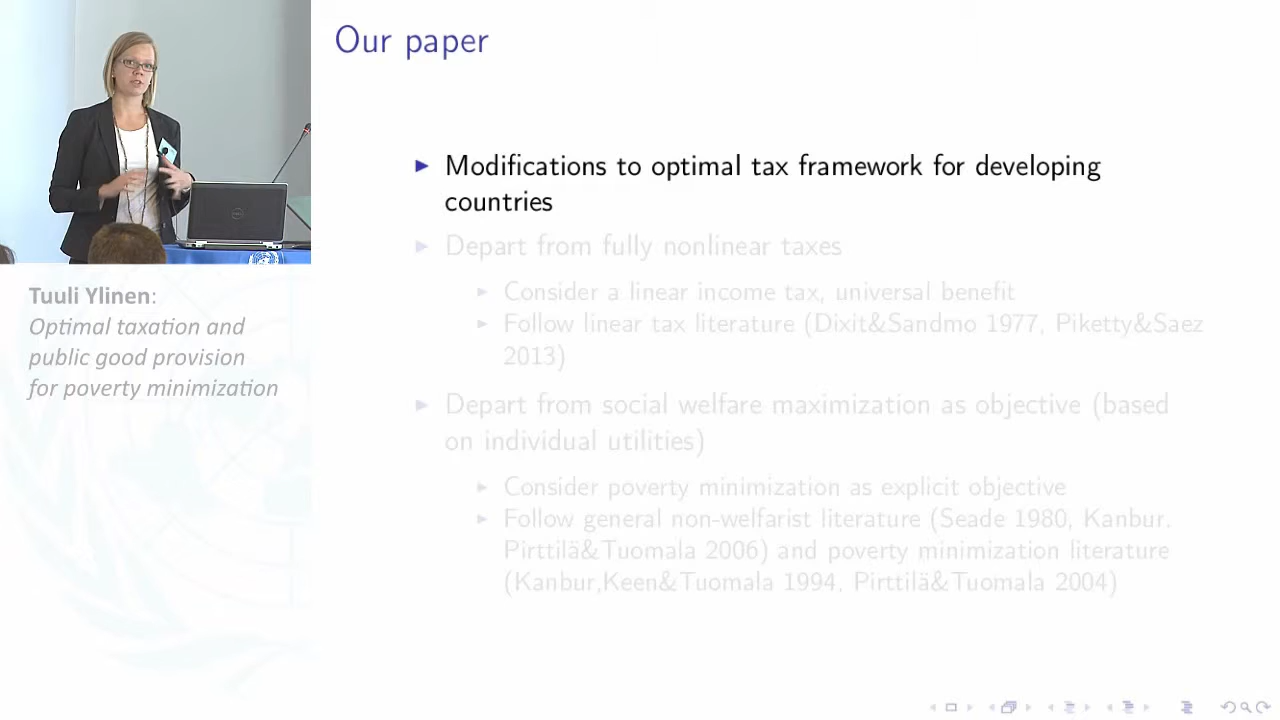 Our paper
Modifications to optimal tax framework for developing
countries
Depart from fully nonlinear taxes
Consider a linear income tax, universal benefit
Follow linear tax literature (Dixit&Sandmo 1977, Piketty&Saez
2013)
Depart from social welfare maximization as objective (based
on individual utilities)
Consider poverty minimization as explicit objective
Follow general non-welfarist literature (Seade 1980, Kanbur.
Pirttilä&Tuomala 2006) and poverty minimization literature
(Kanbur,Keen&Tuomala 1994, Pirttilä&Tuomala 2004)
Tuuli Ylinen:
Optimal taxation and
public good provision
for poverty minimization